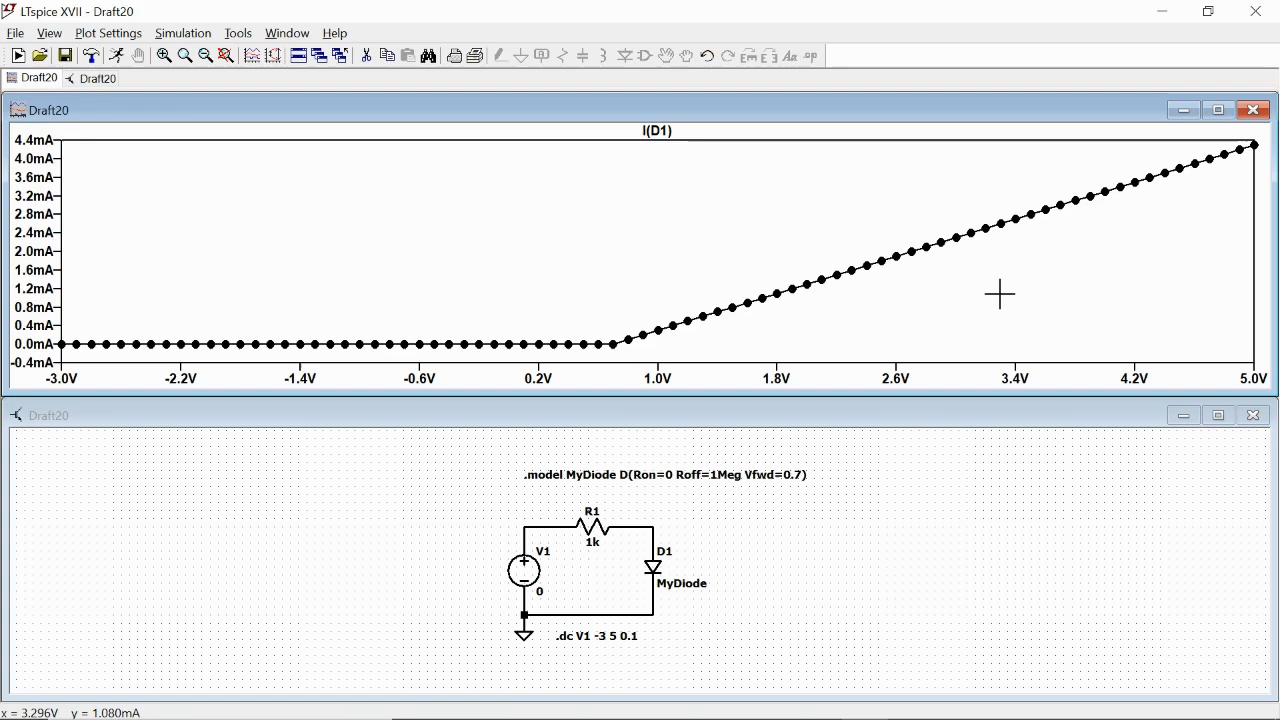 LTspice XVII - Draft20
File View Plot Settings Simulation Tools Window Help
Draft20 Draft20
Draft20
I(D1)
4.4mA
4.0mA
3.6mA
3.2mA
2.8mA
2.4mA
2.0mA
1.6mA
1.2mA
0.8mA
0.4mA
0.0mA
-0.4mA
-3.0V -2.2V -1.4V -0.6V 0.2V 1.0V 1.8V 2.6V 3.4V 4.2V 5.0V
Draft20
.model MyDiode D(Ron=0 Roff=1Meg Vfwd=0.7)
R1
1k
V1
0
D1
MyDiode
.dc V1 -3 5 0.1
x = 3.296V y = 1.080mA